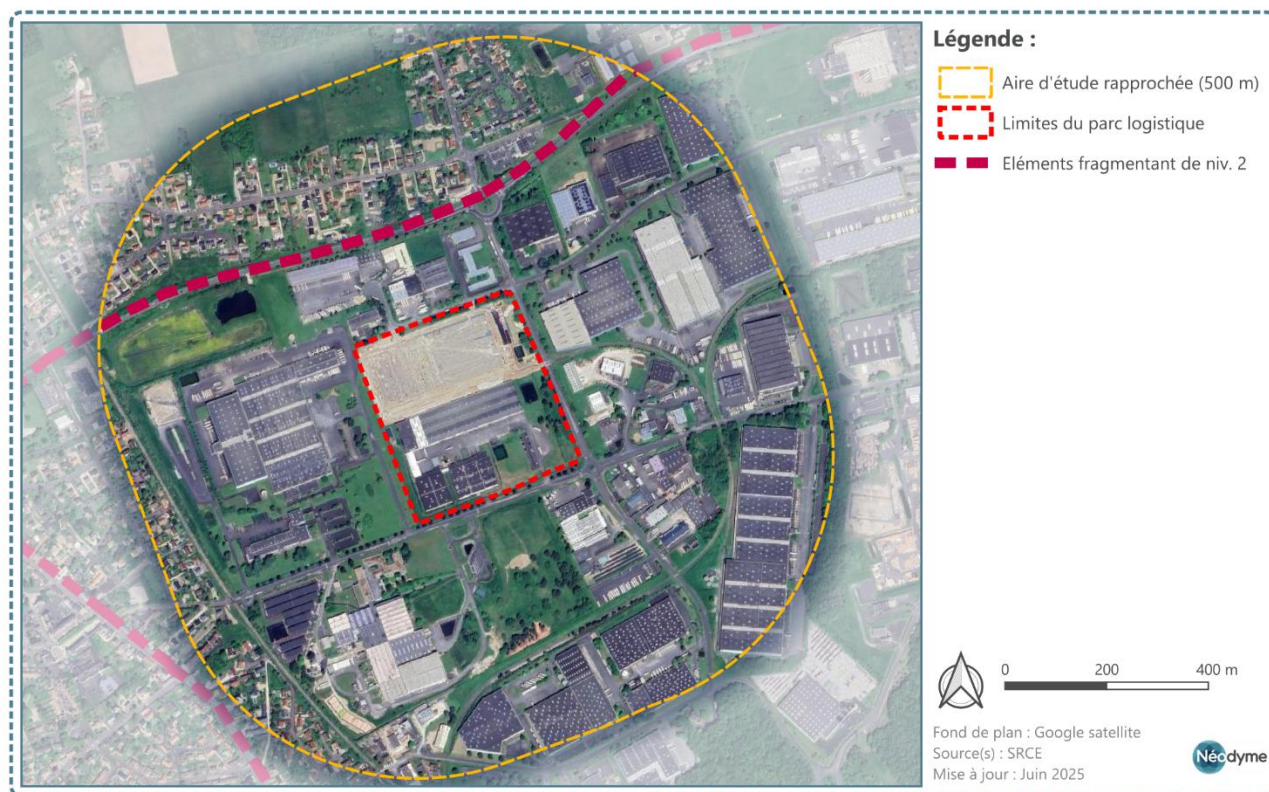 Légende :
Aire d'étude rapprochée (500 m)
Limites du parc logistique
Eléments fragmentant de niv. 2
0 200 400 m
Fond de plan : Google satellite
Source(s) : SRCE
Mise à jour : Juin 2025
Néodyme